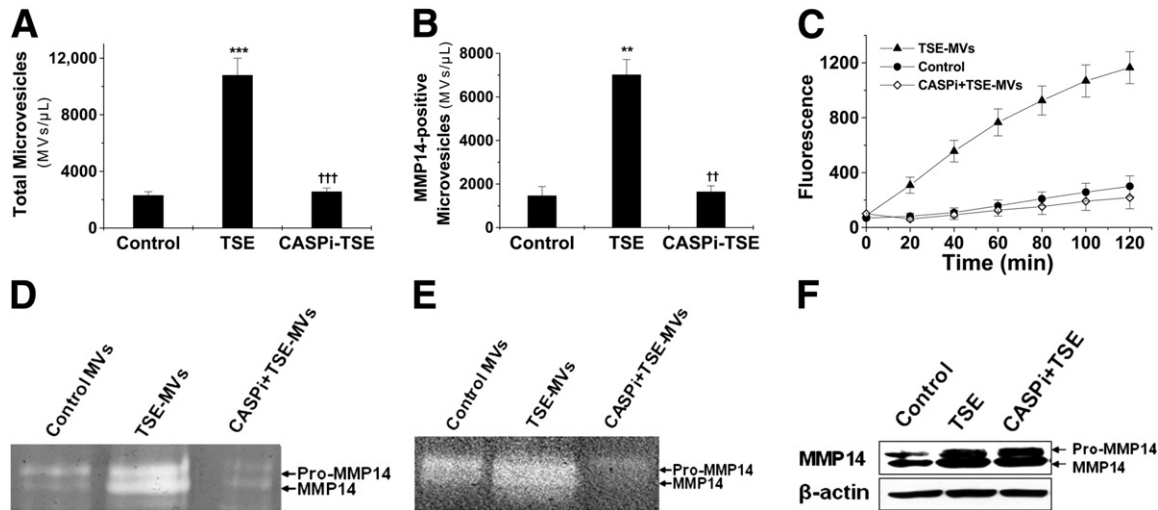 A
Total Microvesicles
(MVs/μL)
12,000
8000
4000
0
***
†††
Control
TSE
CASPi-TSE
B
MMP14-positive
Microvesicles (MVs/μL)
8000
6000
4000
2000
0
**
††
Control
TSE
CASPi-TSE
C
TSE-MVs
Control
CASPi+TSE-MVs
Fluorescence
1200
900
600
300
0
0 20 40 60 80 100 120
Time (min)
D
Control MVs
TSE-MVs
CASPi+TSE-MVs
Pro-MMP14
MMP14
E
Control MVs
TSE-MVs
CASPi+TSE-MVs
Pro-MMP14
MMP14
F
Control
TSE
CASPi+TSE
MMP14
Pro-MMP14
MMP14
β-actin